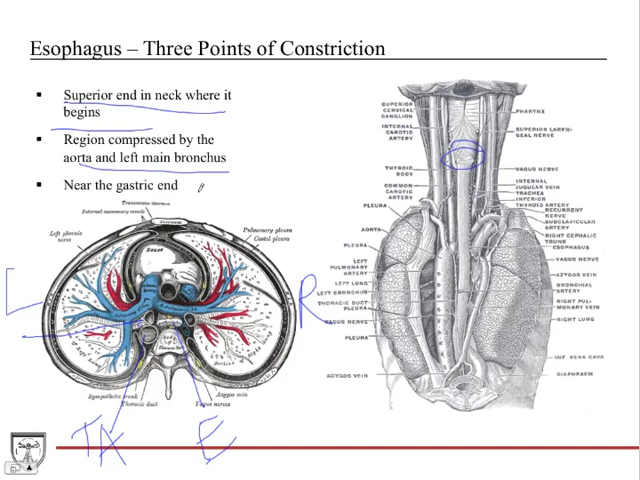 Esophagus – Three Points of Constriction
▪ Superior end in neck where it
begins
▪ Region compressed by the
aorta and left main bronchus
▪ Near the gastric end
Transversus thoracis
Internal mammary vessels
Left phrenic
nerve
Pulmonary pleura
Costal pleura
Heart
Sympathetic trunk
Thoracic duct
Azygos vein
Vagus nerves
L
R
TA
E
SUPERIOR
CERVICAL
GANGLION
INTERNAL
CAROTID
ARTERY
THYROID
BODY
COMMON
CAROTID
ARTERY
PLEURA
AORTA
PLEURA
LEFT
PULMONARY
ARTERY
LEFT LUNG
LEFT BRONCHUS
THORACIC DUCT
PLEURA
VAGUS NERVE
PLEURA
AZYGOS VEIN
PHARYNX
SUPERIOR LARYN-
GEAL NERVE
VAGUS NERVE
INTERNAL
JUGULAR VEIN
TRACHEA
INFERIOR
THYROID ARTERY
RECURRENT
NERVE
SUBCLAVICULAR
ARTERY
RIGHT CEPHALIC
TRUNK
ESOPHAGUS
VAGUS NERVE
AZYGOS VEIN
BRONCHIAL
ARTERY
RIGHT PUL-
MONARY VEIN
RIGHT LUNG
INF VENA CAVA
DIAPHRAGM